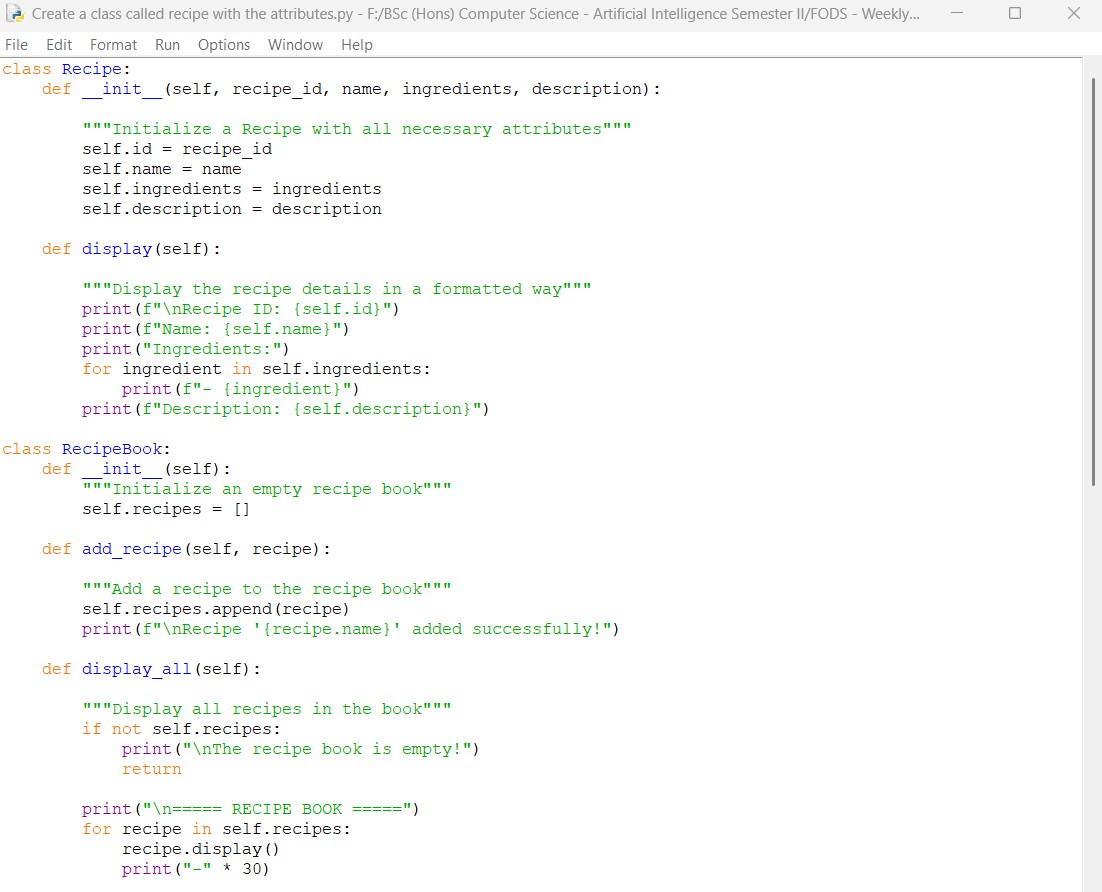 Create a class called recipe with the attributes.py - F:/BSc (Hons) Computer Science - Artificial Intelligence Semester II/FODS - Weekly...
File Edit Format Run Options Window Help
class Recipe:
    def __init__(self, recipe_id, name, ingredients, description):

        """Initialize a Recipe with all necessary attributes"""
        self.id = recipe_id
        self.name = name
        self.ingredients = ingredients
        self.description = description

    def display(self):

        """Display the recipe details in a formatted way"""
        print(f"\nRecipe ID: {self.id}")
        print(f"Name: {self.name}")
        print("Ingredients:")
        for ingredient in self.ingredients:
            print(f"- {ingredient}")
        print(f"Description: {self.description}")

class RecipeBook:
    def __init__(self):
        """Initialize an empty recipe book"""
        self.recipes = []

    def add_recipe(self, recipe):

        """Add a recipe to the recipe book"""
        self.recipes.append(recipe)
        print(f"\nRecipe '{recipe.name}' added successfully!")

    def display_all(self):

        """Display all recipes in the book"""
        if not self.recipes:
            print("\nThe recipe book is empty!")
            return

        print("\n===== RECIPE BOOK =====")
        for recipe in self.recipes:
            recipe.display()
            print("-" * 30)